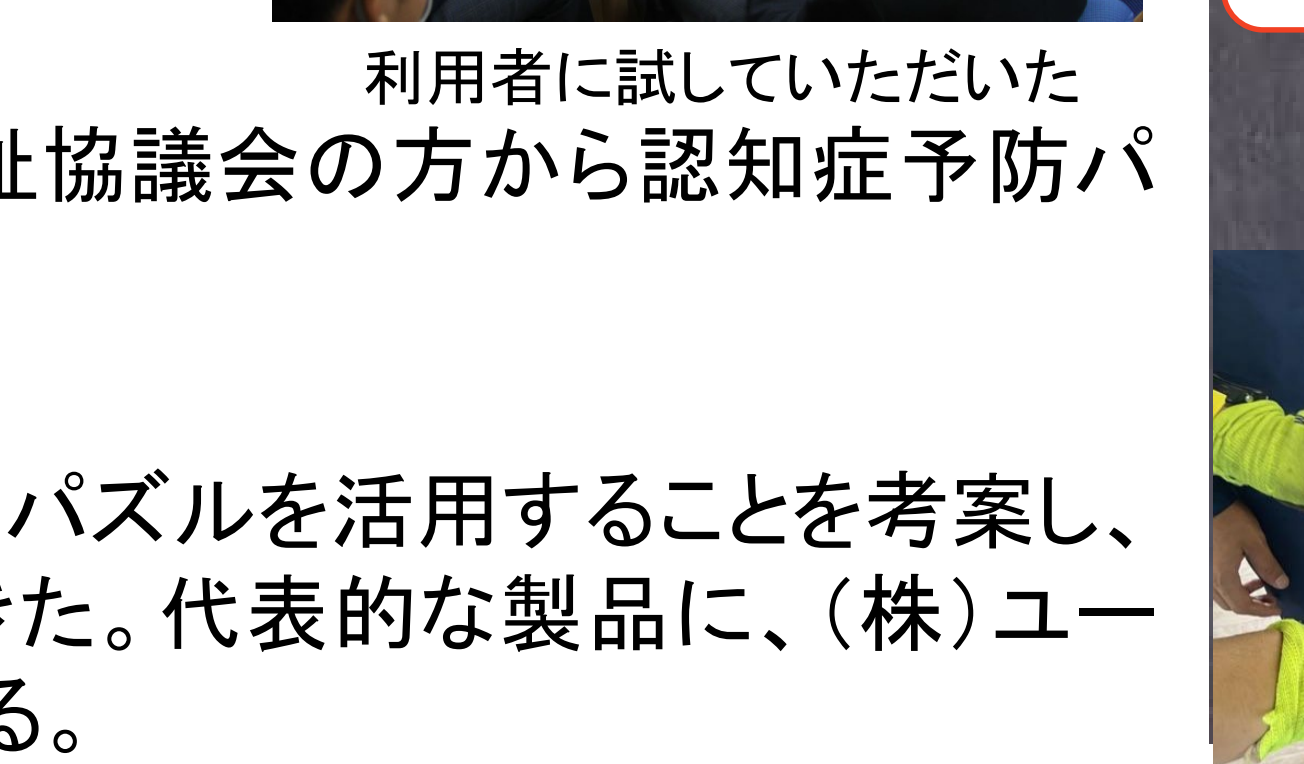 利用者に試していただいた
祉協議会の方から認知症予防パ
パズルを活用することを考案し、
きた。代表的な製品に、(株)ユー
る。